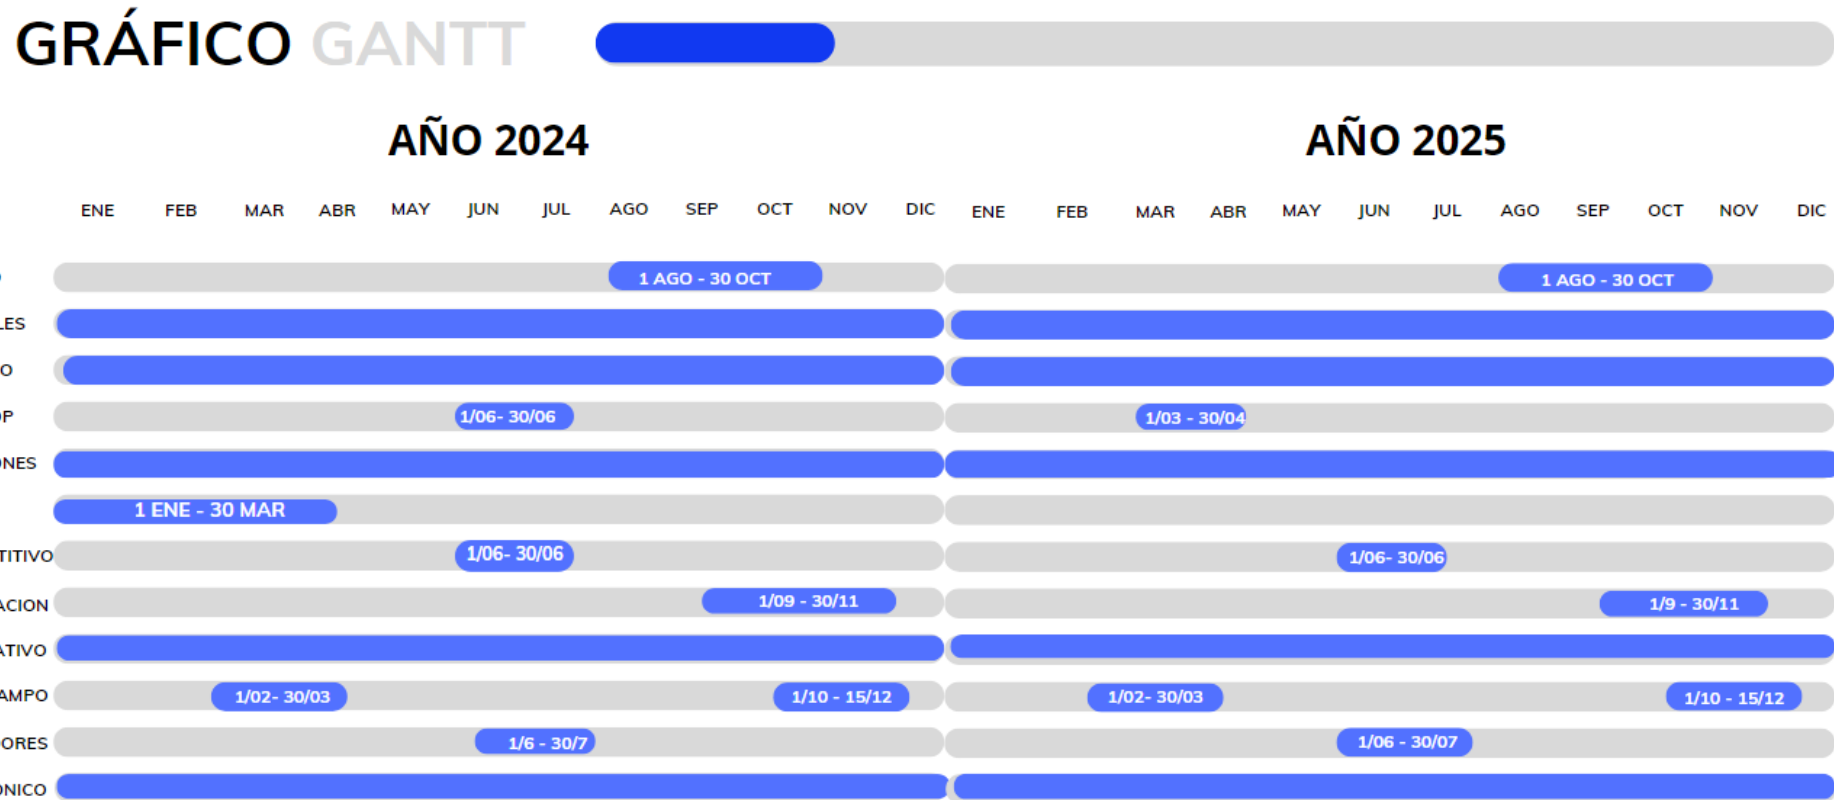 GRÁFICO GANTT
AÑO 2024 AÑO 2025
ENE FEB MAR ABR MAY JUN JUL AGO SEP OCT NOV DIC ENE FEB MAR ABR MAY JUN JUL AGO SEP OCT NOV DIC
O 1 AGO - 30 OCT 1 AGO - 30 OCT
LES
O
OP 1/06- 30/06 1/03 - 30/04
ONES
1 ENE - 30 MAR
TITIVO 1/06- 30/06 1/06- 30/06
ACION 1/09 - 30/11 1/9 - 30/11
ATIVO
AMPO 1/02- 30/03 1/10 - 15/12 1/02- 30/03 1/10 - 15/12
ORES 1/6 - 30/7 1/06 - 30/07
ONICO